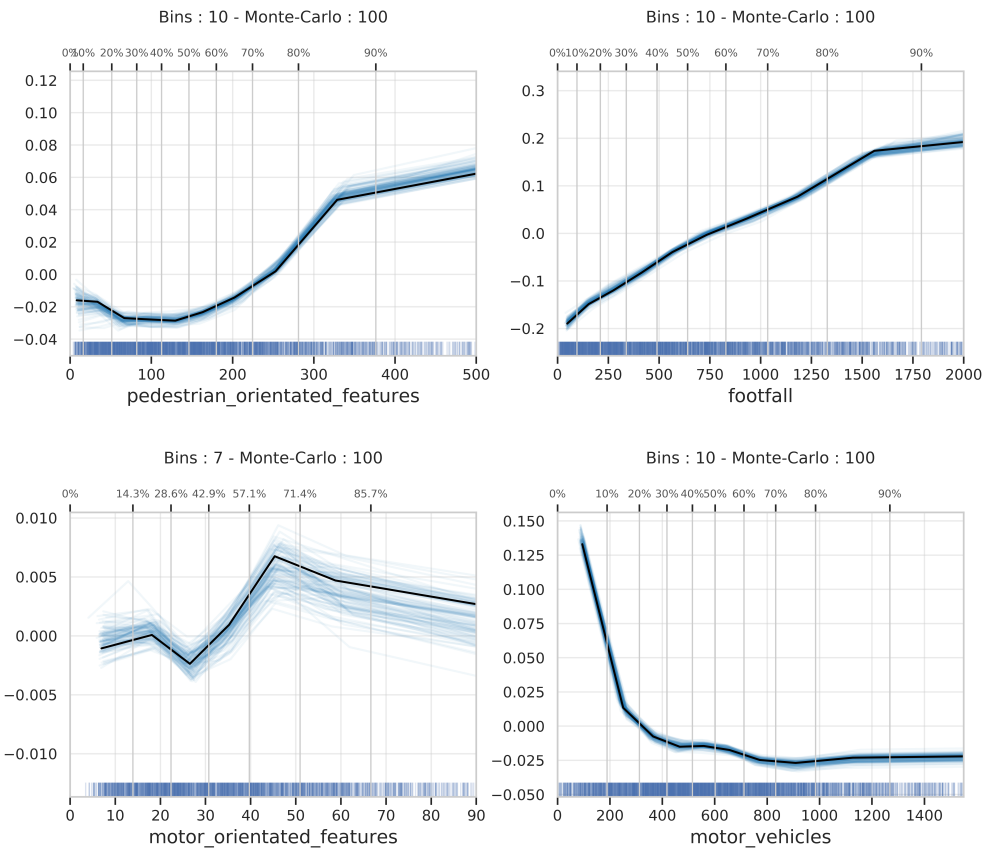 Bins : 10 - Monte-Carlo : 100
0% 10% 20% 30% 40% 50% 60% 70% 80% 90%
0.12
0.10
0.08
0.06
0.04
0.02
0.00
−0.02
−0.04
0 100 200 300 400 500
pedestrian_orientated_features
Bins : 10 - Monte-Carlo : 100
0% 10% 20% 30% 40% 50% 60% 70% 80% 90%
0.3
0.2
0.1
0.0
−0.1
−0.2
0 250 500 750 1000 1250 1500 1750 2000
footfall
Bins : 7 - Monte-Carlo : 100
0% 14.3% 28.6% 42.9% 57.1% 71.4% 85.7%
0.010
0.005
0.000
−0.005
−0.010
0 10 20 30 40 50 60 70 80 90
motor_orientated_features
Bins : 10 - Monte-Carlo : 100
0% 10% 20% 30% 40% 50% 60% 70% 80% 90%
0.150
0.125
0.100
0.075
0.050
0.025
0.000
−0.025
−0.050
0 200 400 600 800 1000 1200 1400
motor_vehicles